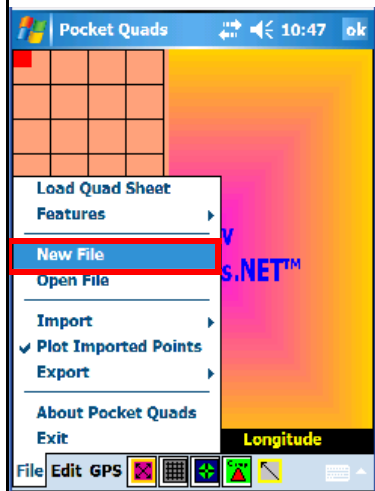 Pocket Quads 10:47 ok
Load Quad Sheet
Features
New File
Open File
s.NET™
Import
Plot Imported Points
Export
About Pocket Quads
Exit
Longitude
File Edit GPS